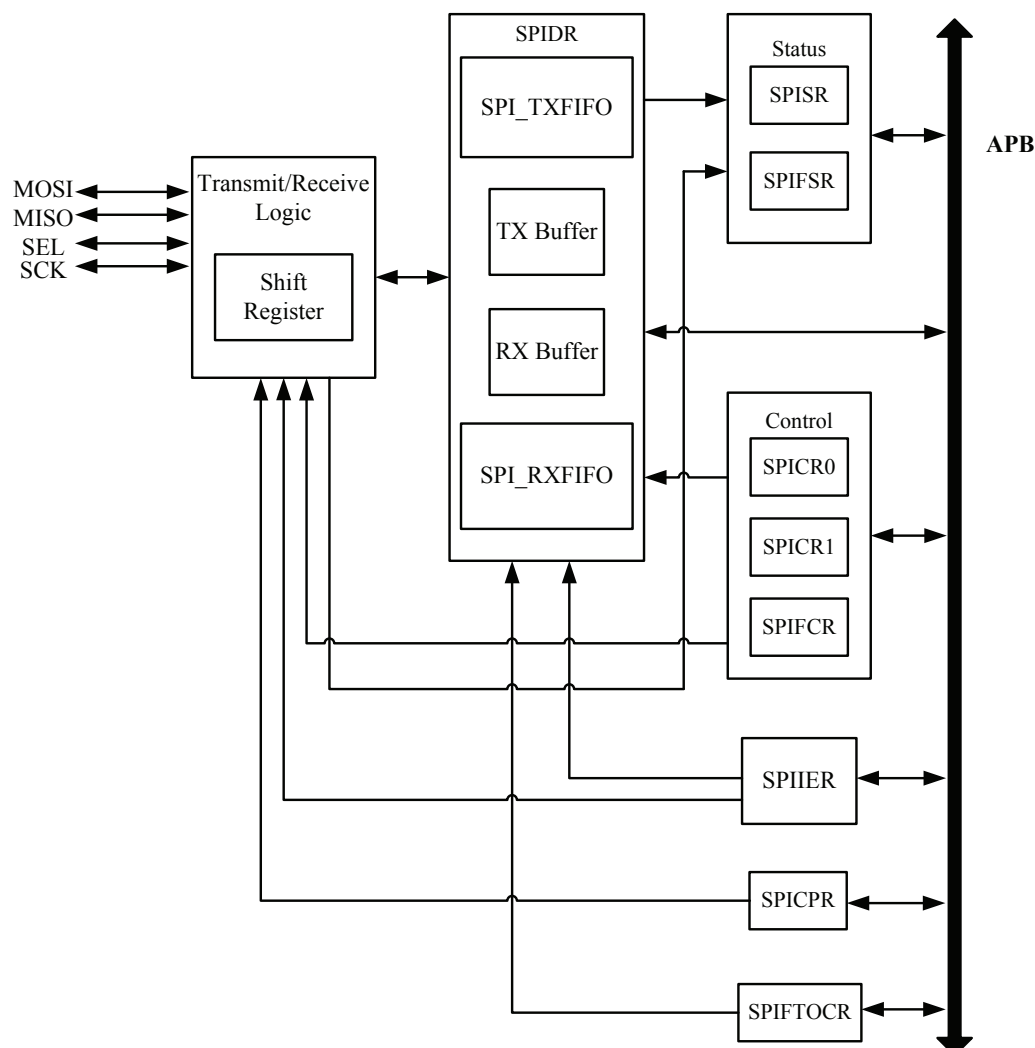 MOSI
MISO
SEL
SCK
Transmit/Receive
Logic
Shift
Register
SPIDR
SPI_TXFIFO
TX Buffer
RX Buffer
SPI_RXFIFO
Status
SPISR
SPIFSR
Control
SPICR0
SPICR1
SPIFCR
SPIIER
SPICPR
SPIFTOCR
APB